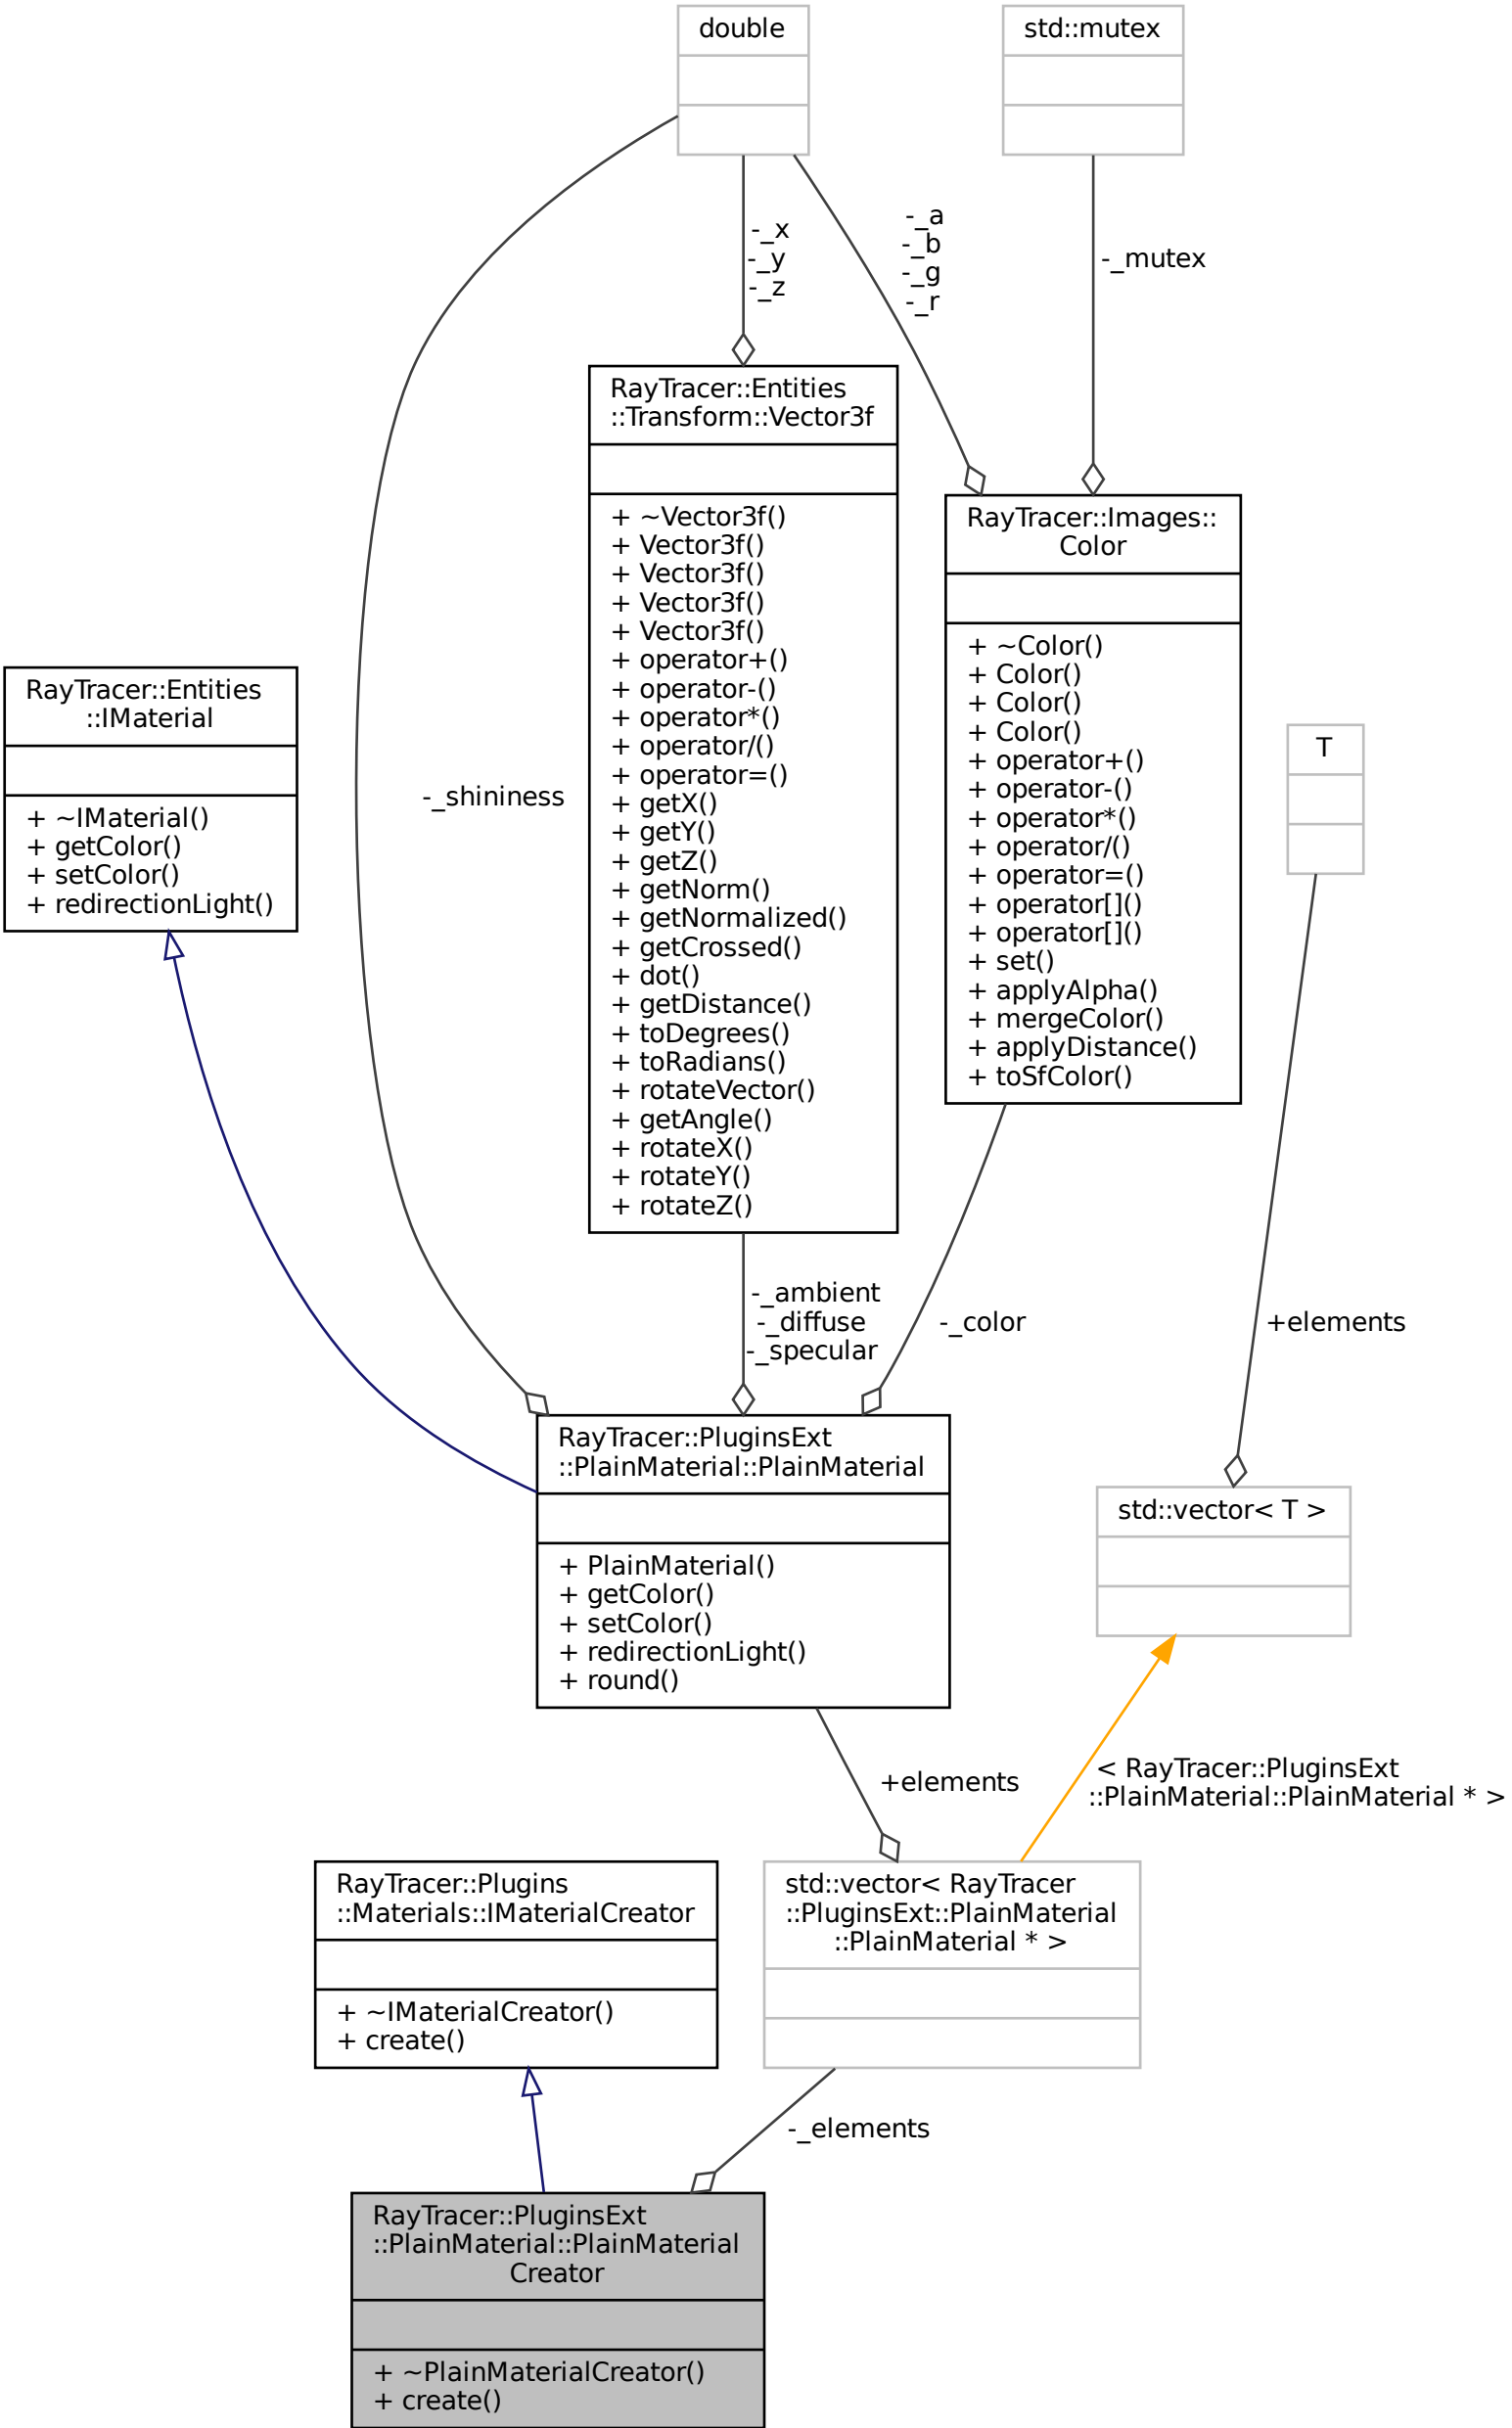 double
std::mutex
-_x
-_y
-_z
-_a
-_b
-_g
-_r
-_mutex
RayTracer::Entities
::Transform::Vector3f
+ ~Vector3f()
+ Vector3f()
+ Vector3f()
+ Vector3f()
+ Vector3f()
+ operator+()
+ operator-()
+ operator*()
+ operator/()
+ operator=()
+ getX()
+ getY()
+ getZ()
+ getNorm()
+ getNormalized()
+ getCrossed()
+ dot()
+ getDistance()
+ toDegrees()
+ toRadians()
+ rotateVector()
+ getAngle()
+ rotateX()
+ rotateY()
+ rotateZ()
RayTracer::Images::
Color
+ ~Color()
+ Color()
+ Color()
+ Color()
+ operator+()
+ operator-()
+ operator*()
+ operator/()
+ operator=()
+ operator[]()
+ operator[]()
+ set()
+ applyAlpha()
+ mergeColor()
+ applyDistance()
+ toSfColor()
RayTracer::Entities
::IMaterial
+ ~IMaterial()
+ getColor()
+ setColor()
+ redirectionLight()
-_shininess
T
-_ambient
-_diffuse
-_specular
-_color
+elements
RayTracer::PluginsExt
::PlainMaterial::PlainMaterial
+ PlainMaterial()
+ getColor()
+ setColor()
+ redirectionLight()
+ round()
std::vector< T >
+elements
< RayTracer::PluginsExt
::PlainMaterial::PlainMaterial * >
RayTracer::Plugins
::Materials::IMaterialCreator
+ ~IMaterialCreator()
+ create()
std::vector< RayTracer
::PluginsExt::PlainMaterial
::PlainMaterial * >
-_elements
RayTracer::PluginsExt
::PlainMaterial::PlainMaterial
Creator
+ ~PlainMaterialCreator()
+ create()